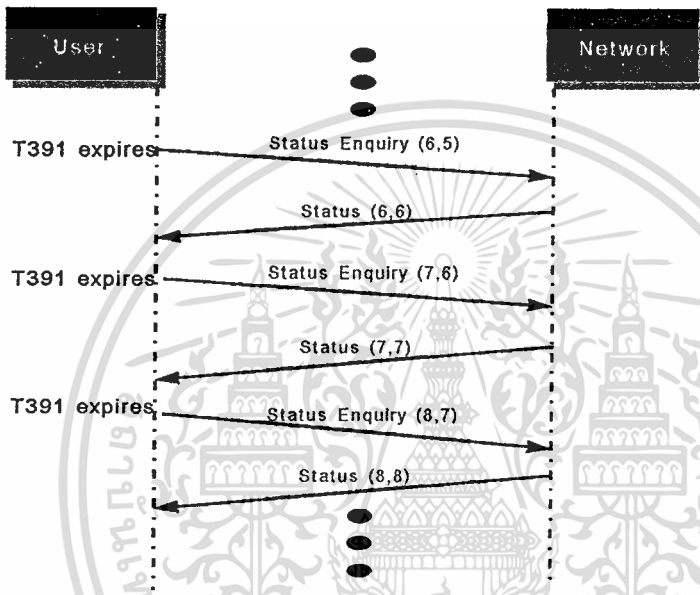 User
Network
T391 expires
Status Enquiry (6,5)
Status (6,6)
T391 expires
Status Enquiry (7,6)
Status (7,7)
T391 expires
Status Enquiry (8,7)
Status (8,8)